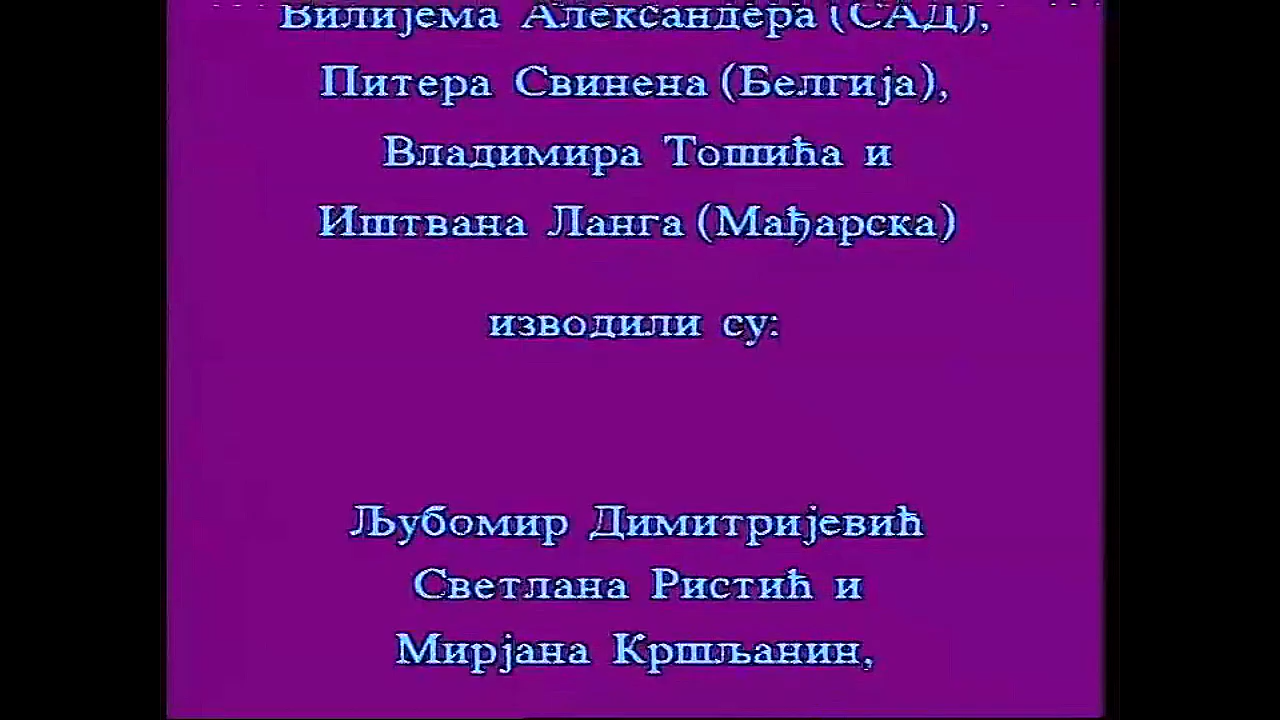 Вилијема Александера (САД),
Питера Свинена (Белгија),
Владимира Тошића и
Иштвана Ланга (Мађарска)
изводили су:
Љубомир Димитријевић
Светлана Ристић и
Мирјана Кршљанин,